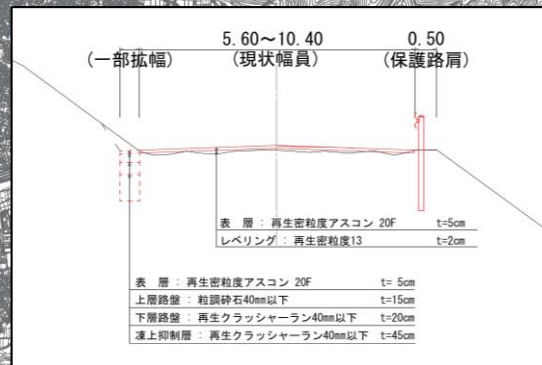 5.60～10.40 0.50
(一部拡幅) (現状幅員) (保護路肩)
表 層 : 再生密粒度アスコン 20F t=5cm
レベリング : 再生密粒度13 t=2cm
表 層 : 再生密粒度アスコン 20F t= 5cm
上層路盤 : 粒調砕石40mm以下 t=15cm
下層路盤 : 再生クラッシャーラン40mm以下 t=20cm
凍上抑制層 : 再生クラッシャーラン40mm以下 t=45cm